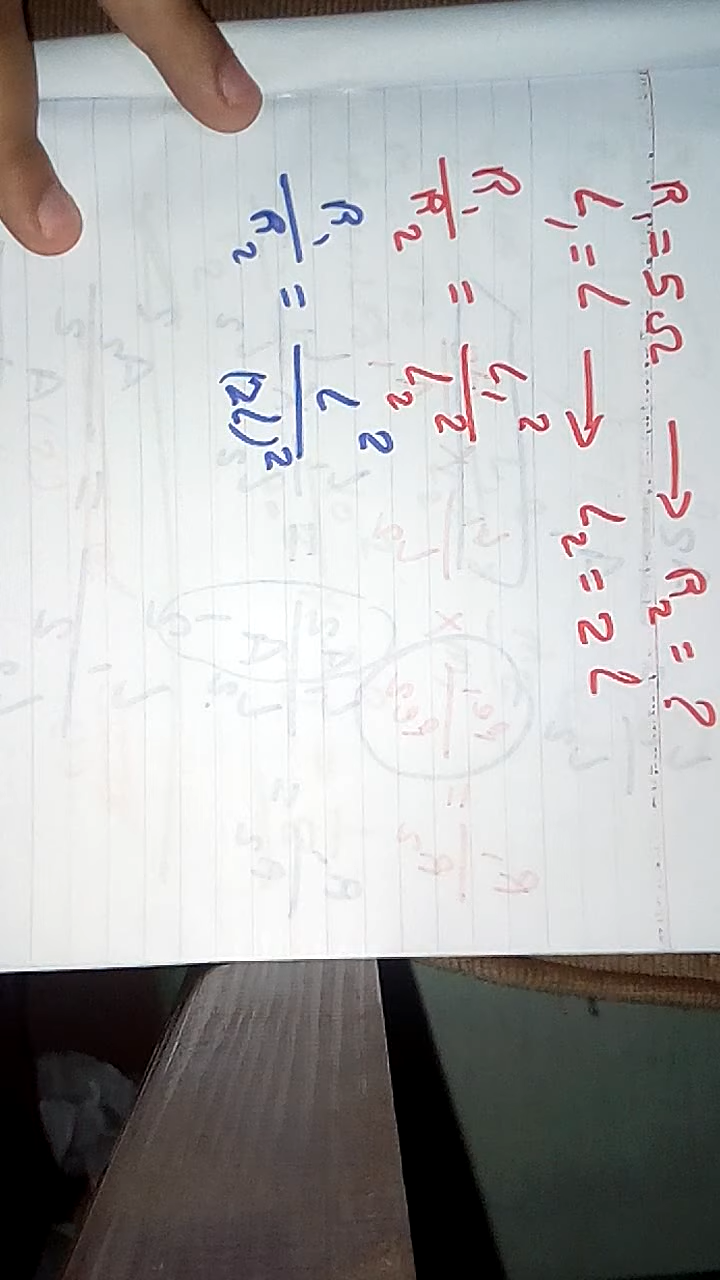 R₁ = 5Ω → R₂ = ?
L₁ = L → L₂ = 2L
R₁/R₂ = L₁²/L₂²
R₁/R₂ = L²/(2L)²